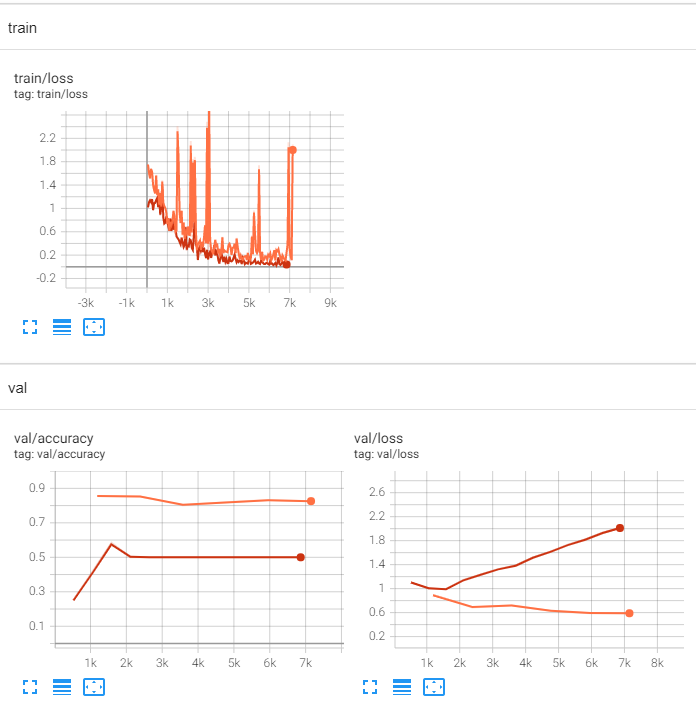 train
train/loss
tag: train/loss
2.2
1.8
1.4
1
0.6
0.2
-0.2
-3k -1k 1k 3k 5k 7k 9k
val
val/accuracy
tag: val/accuracy
0.9
0.7
0.5
0.3
0.1
1k 2k 3k 4k 5k 6k 7k
val/loss
tag: val/loss
2.6
2.2
1.8
1.4
1
0.6
0.2
1k 2k 3k 4k 5k 6k 7k 8k